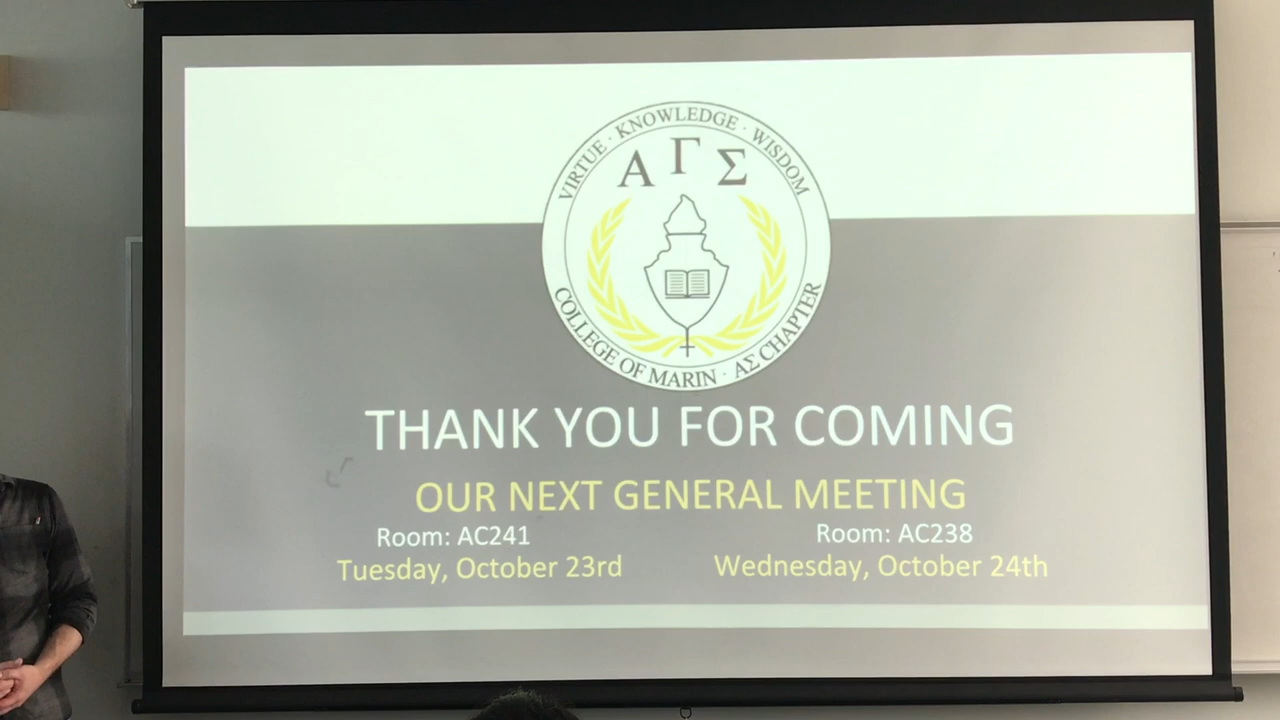 VIRTUE · KNOWLEDGE · WISDOM
Α Γ Σ
COLLEGE OF MARIN · ΑΣ CHAPTER
THANK YOU FOR COMING
OUR NEXT GENERAL MEETING
Room: AC241 Room: AC238
Tuesday, October 23rd Wednesday, October 24th